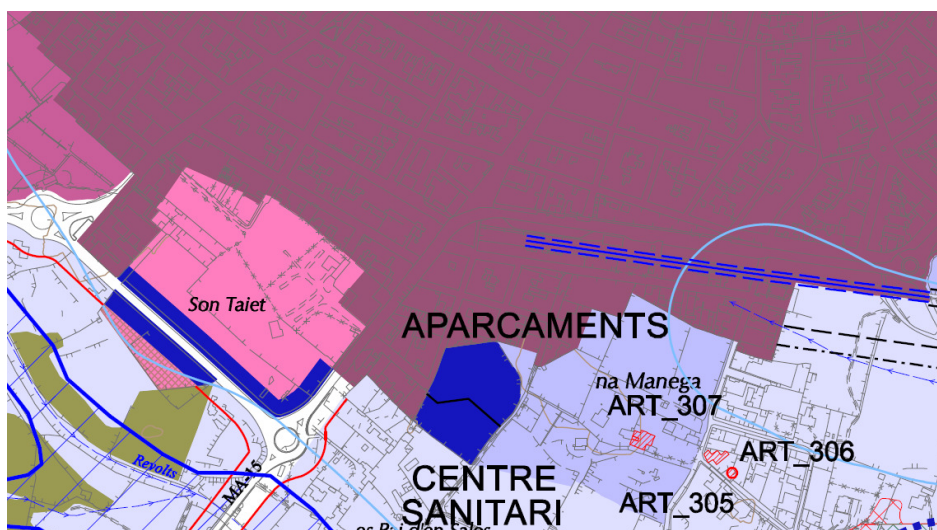 Son Taiet
APARCAMENTS
na Manega
ART_307
ART_306
Revolts
MA-15
CENTRE
SANITARI
ART_305